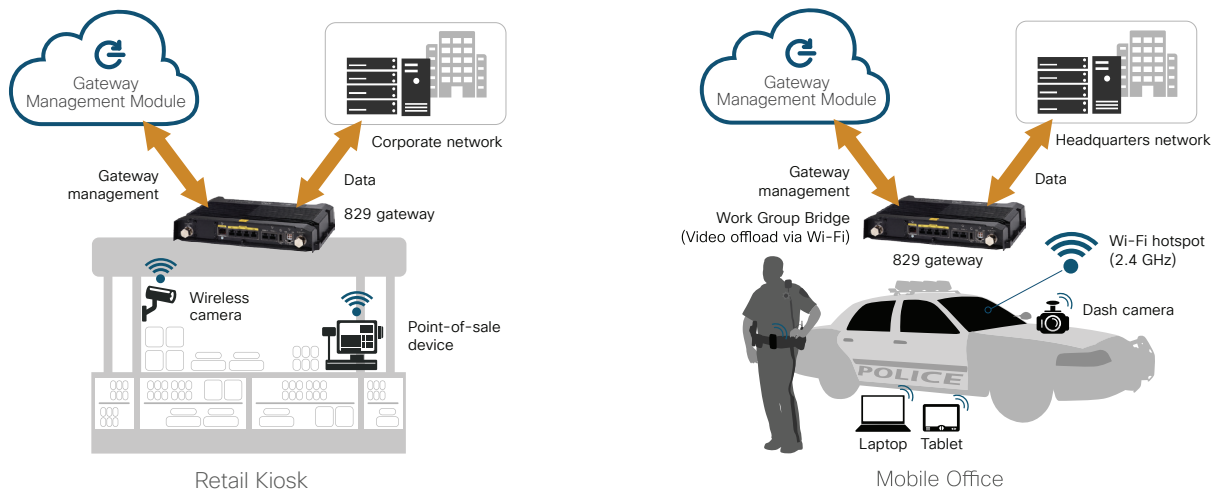 Gateway
Management Module
Corporate network
Gateway
management
Data
829 gateway
Wireless
camera
Point-of-sale
device
Retail Kiosk
Gateway
Management Module
Headquarters network
Gateway
management
Data
Work Group Bridge
(Video offload via Wi-Fi)
829 gateway
Wi-Fi hotspot
(2.4 GHz)
Dash camera
POLICE
Laptop
Tablet
Mobile Office